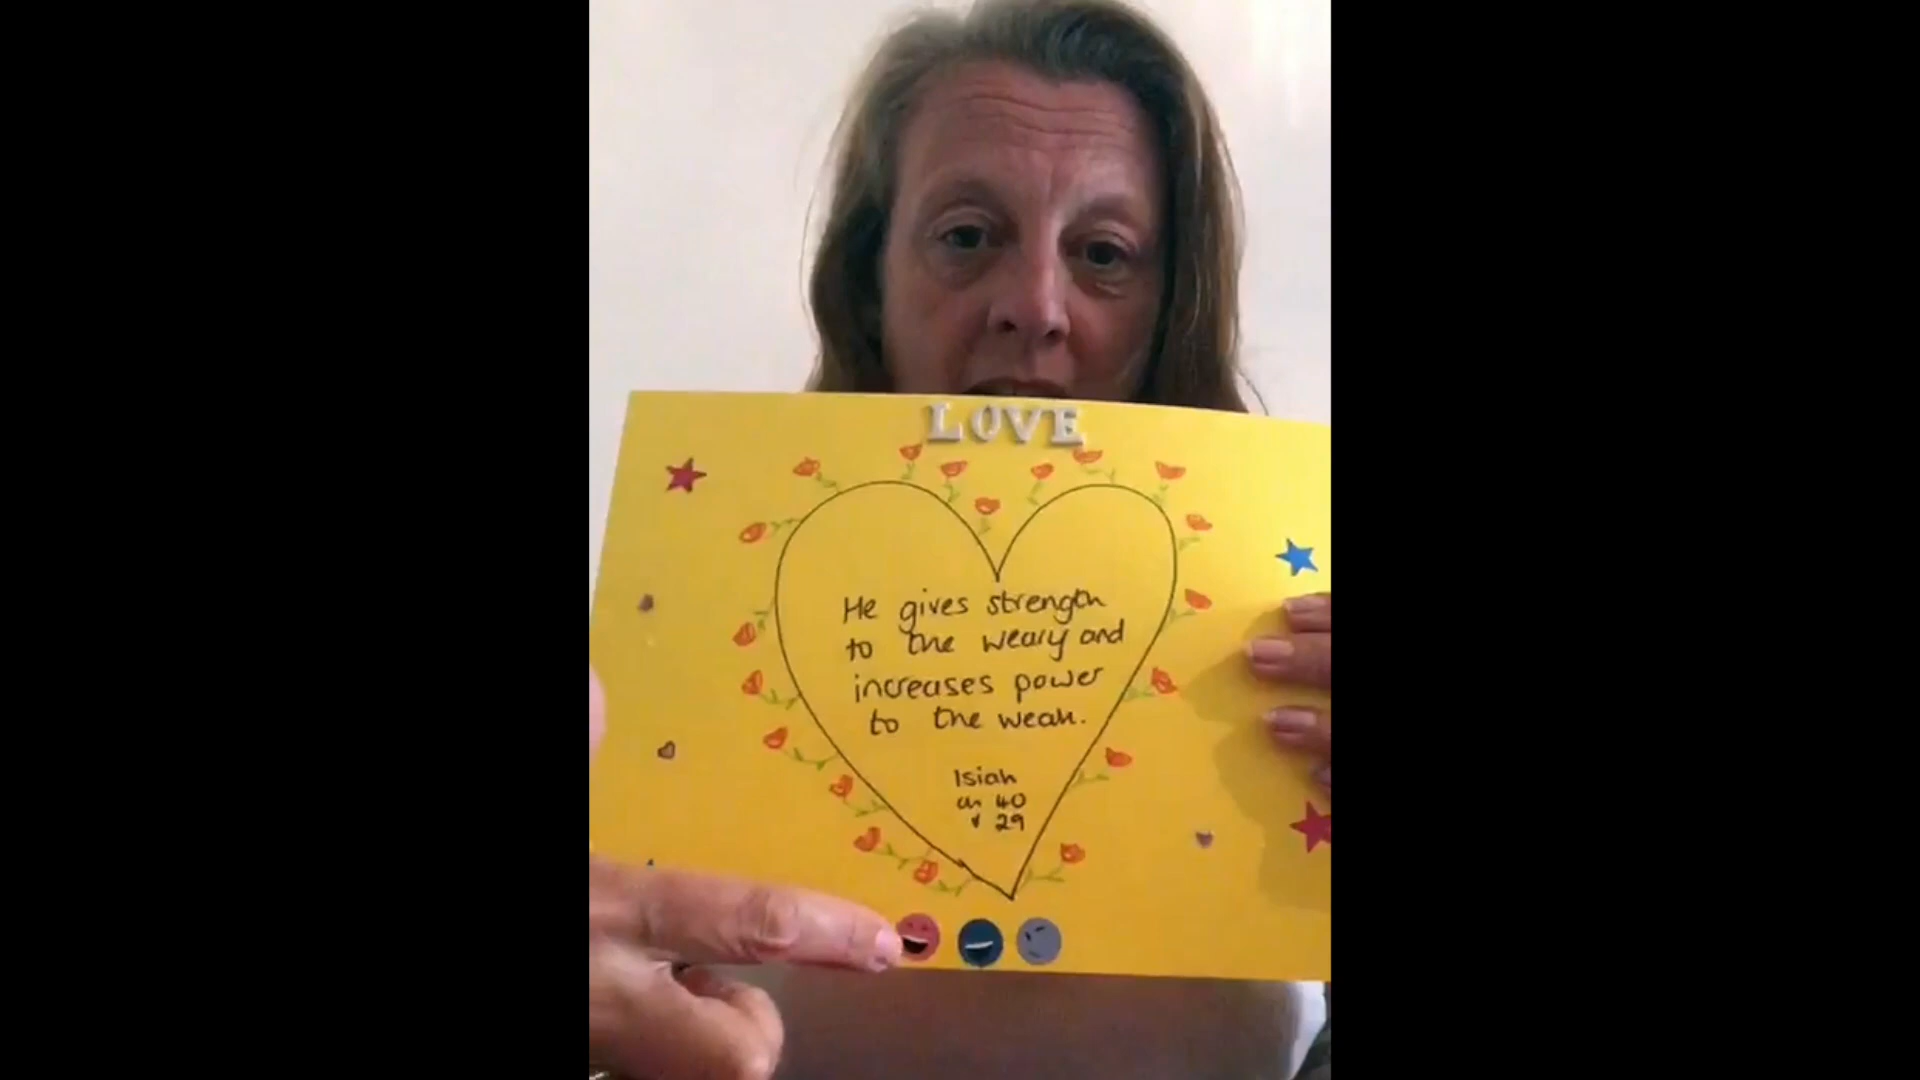 LOVE
He gives strength
to the weary and
increases power
to the weak.
Isiah
ch 40
v 29